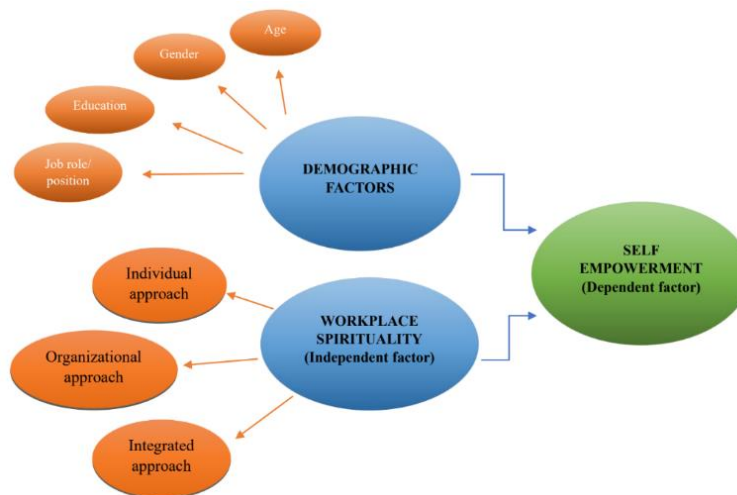 Age
Gender
Education
Job role/
position
DEMOGRAPHIC
FACTORS
SELF
EMPOWERMENT
(Dependent factor)
Individual
approach
WORKPLACE
SPIRITUALITY
(Independent factor)
Organizational
approach
Integrated
approach